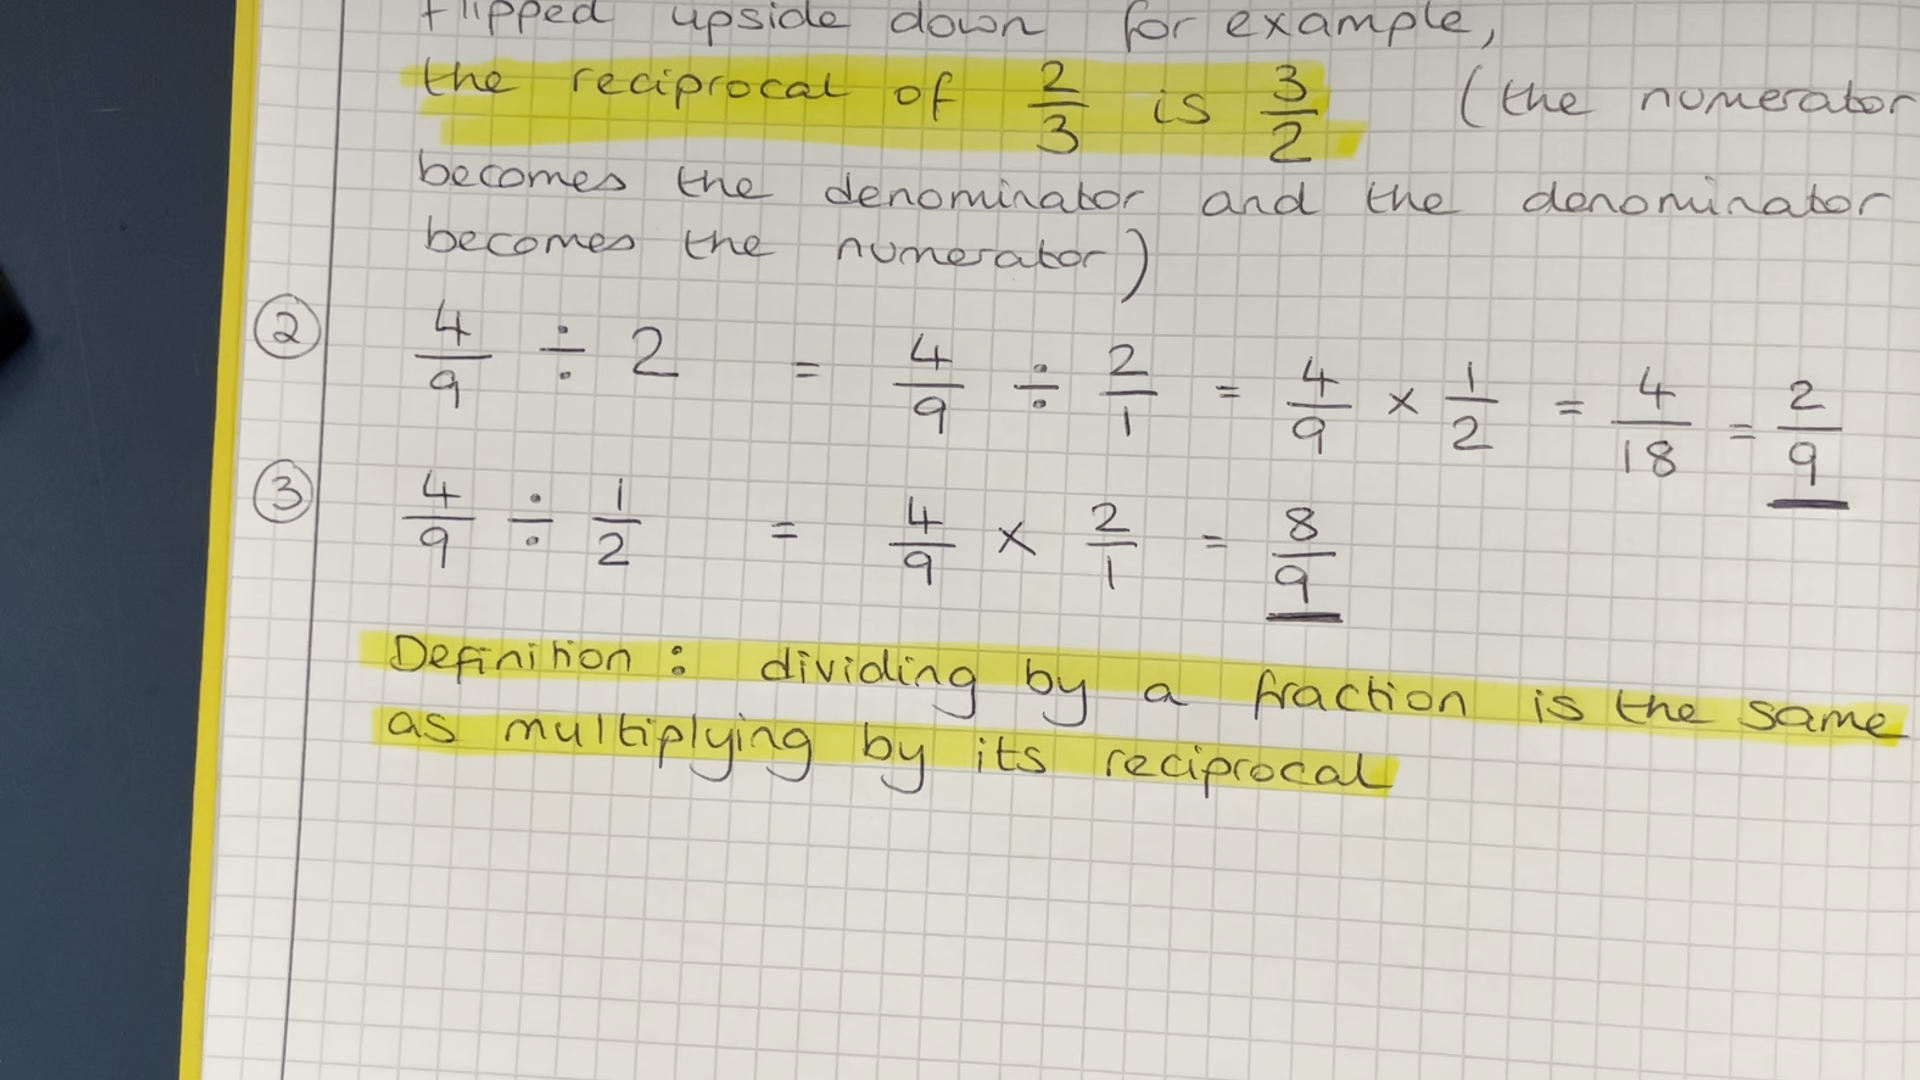 flipped upside down for example,
the reciprocal of 2/3 is 3/2 (the numerator
becomes the denominator and the denominator
becomes the numerator)
② 4/9 ÷ 2 = 4/9 ÷ 2/1 = 4/9 × 1/2 = 4/18 = 2/9
③ 4/9 ÷ 1/2 = 4/9 × 2/1 = 8/9
Definition : dividing by a fraction is the same
as multiplying by its reciprocal